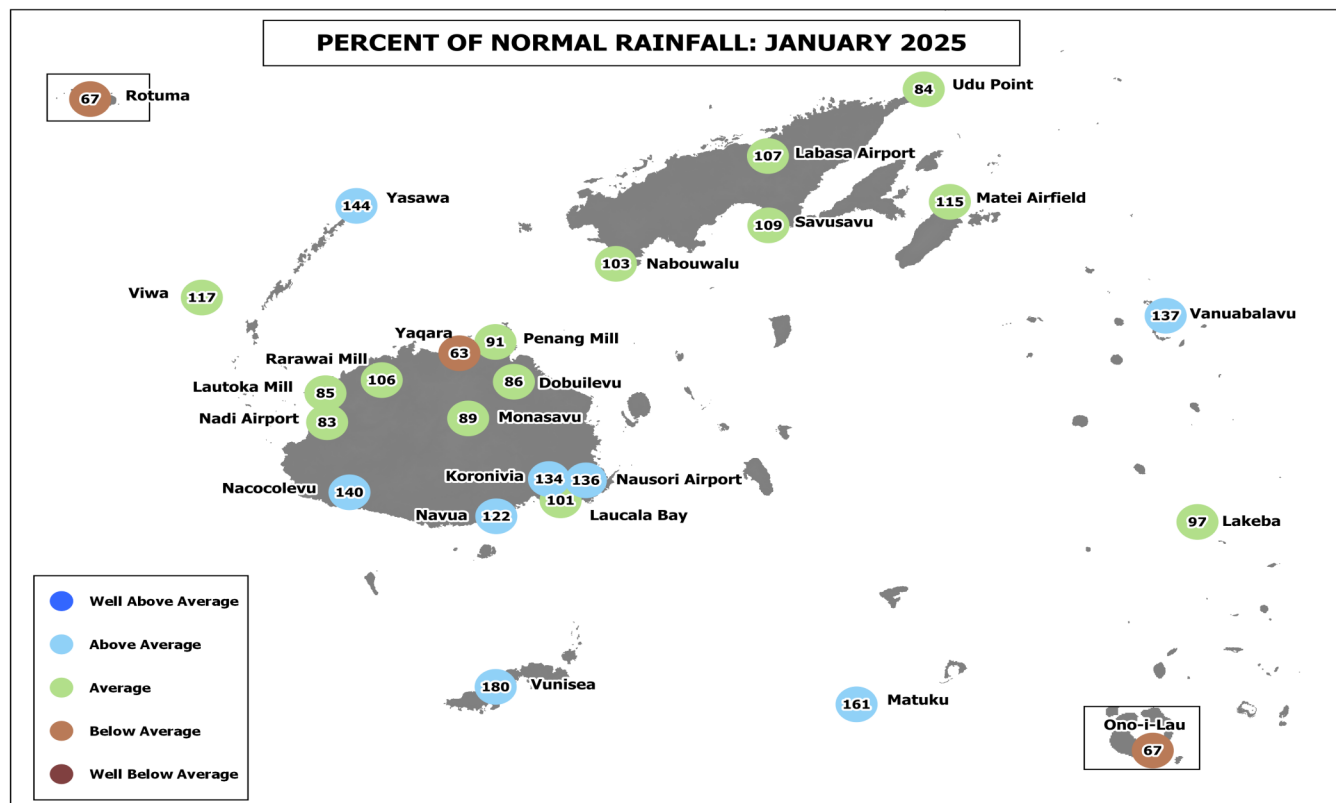 PERCENT OF NORMAL RAINFALL: JANUARY 2025
67 Rotuma
84 Udu Point
107 Labasa Airport
144 Yasawa
115 Matei Airfield
109 Savusavu
103 Nabouwalu
Viwa 117
137 Vanuabalavu
Yaqara 63
91 Penang Mill
Rarawai Mill 106
86 Dobuilevu
Lautoka Mill 85
Nadi Airport 83
89 Monasavu
Koronivia 134
136 Nausori Airport
Nacocolevu 140
101 Laucala Bay
Navua 122
97 Lakeba
Well Above Average
Above Average
Average
Below Average
Well Below Average
180 Vunisea
161 Matuku
Ono-i-Lau
67